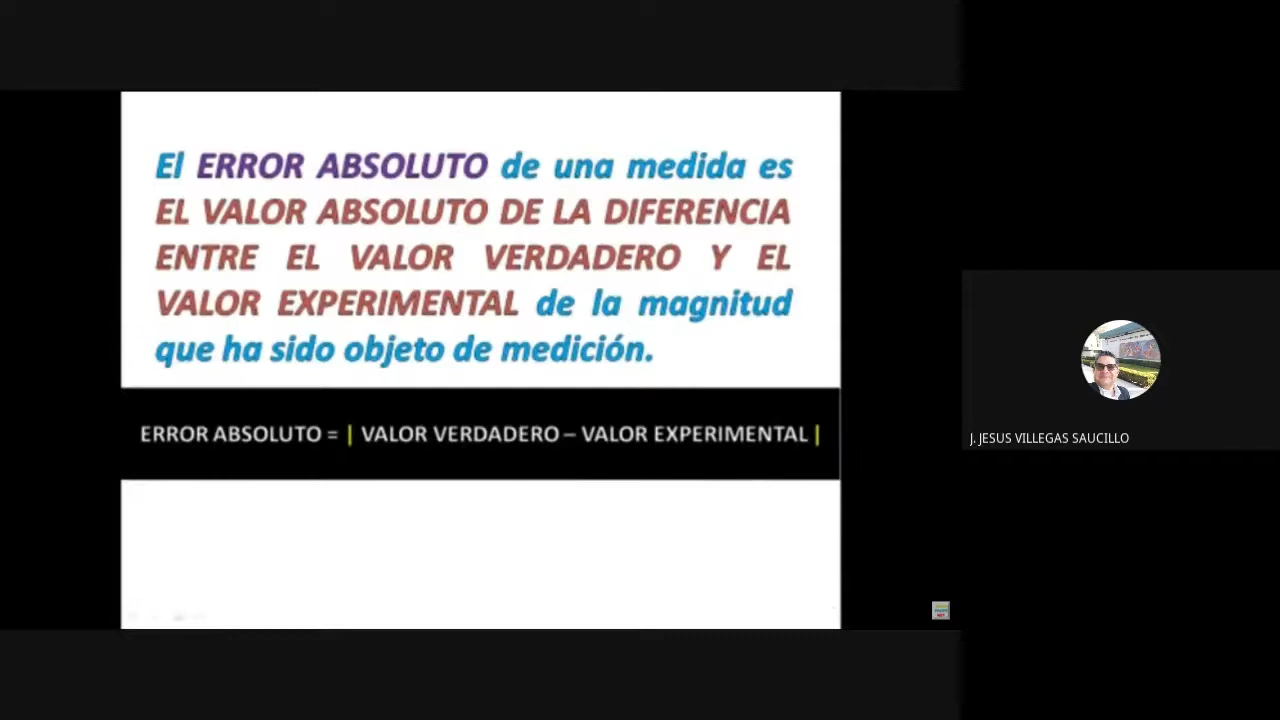 El ERROR ABSOLUTO de una medida es
EL VALOR ABSOLUTO DE LA DIFERENCIA
ENTRE EL VALOR VERDADERO Y EL
VALOR EXPERIMENTAL de la magnitud
que ha sido objeto de medición.
ERROR ABSOLUTO = | VALOR VERDADERO – VALOR EXPERIMENTAL |
J. JESUS VILLEGAS SAUCILLO